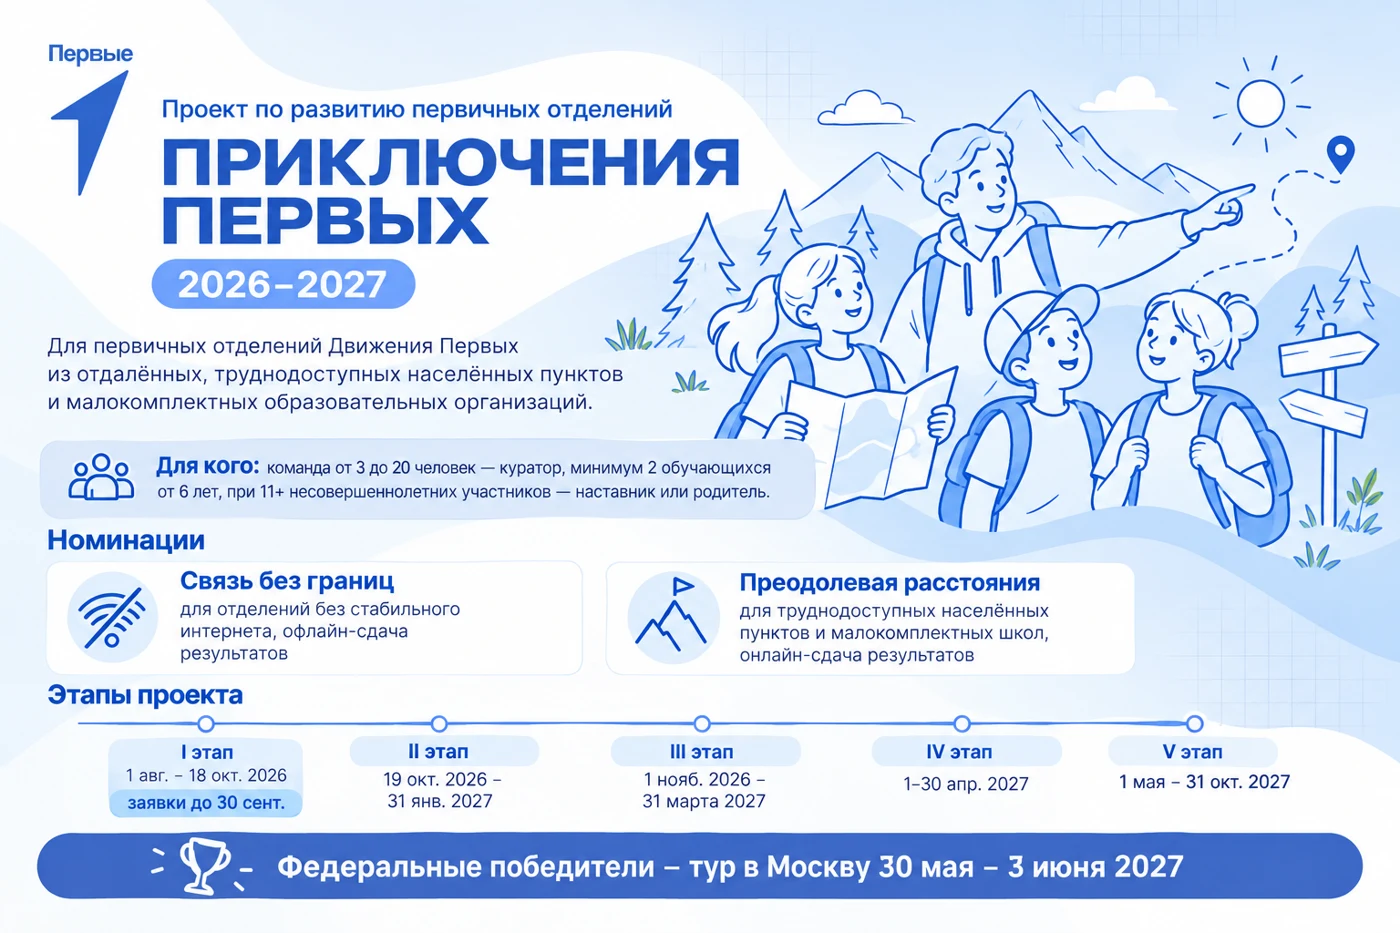 Первые
Проект по развитию первичных отделений
ПРИКЛЮЧЕНИЯ
ПЕРВЫХ
2026–2027
Для первичных отделений Движения Первых
из отдалённых, труднодоступных населённых пунктов
и малокомплектных образовательных организаций.
Для кого: команда от 3 до 20 человек — куратор, минимум 2 обучающихся
от 6 лет, при 11+ несовершеннолетних участников — наставник или родитель.
Номинации
Связь без границ
для отделений без стабильного
интернета, офлайн-сдача
результатов
Преодолевая расстояния
для труднодоступных населённых
пунктов и малокомплектных школ,
онлайн-сдача результатов
Этапы проекта
I этап
1 авг. – 18 окт. 2026
заявки до 30 сент.
II этап
19 окт. 2026 –
31 янв. 2027
III этап
1 нояб. 2026 –
31 марта 2027
IV этап
1–30 апр. 2027
V этап
1 мая – 31 окт. 2027
Федеральные победители – тур в Москву 30 мая – 3 июня 2027